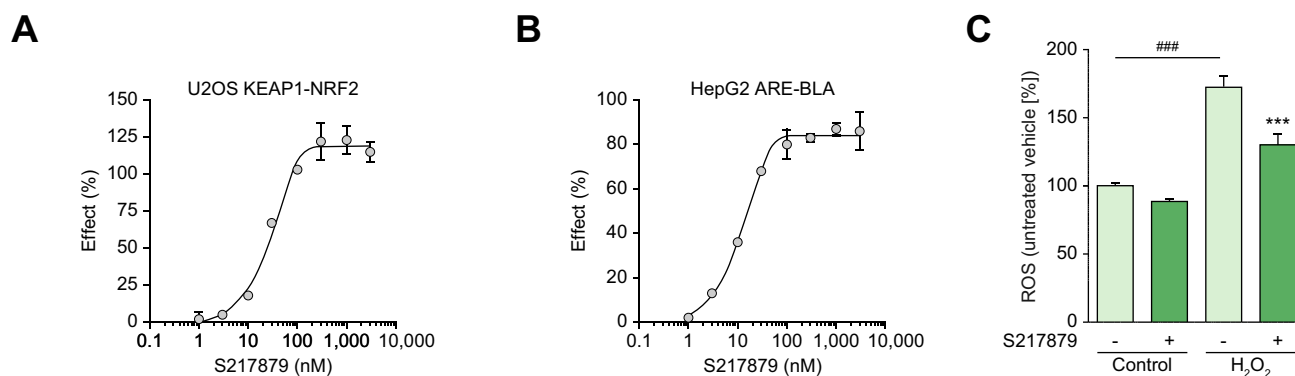 A
U2OS KEAP1-NRF2
Effect (%)
150
125
100
75
50
25
0
0.1 1 10 100 1,000 10,000
S217879 (nM)
B
HepG2 ARE-BLA
Effect (%)
100
80
60
40
20
0
0.1 1 10 100 1,000 10,000
S217879 (nM)
C
ROS (untreated vehicle [%])
200
150
100
50
0
###
***
S217879 - + - +
Control H₂O₂